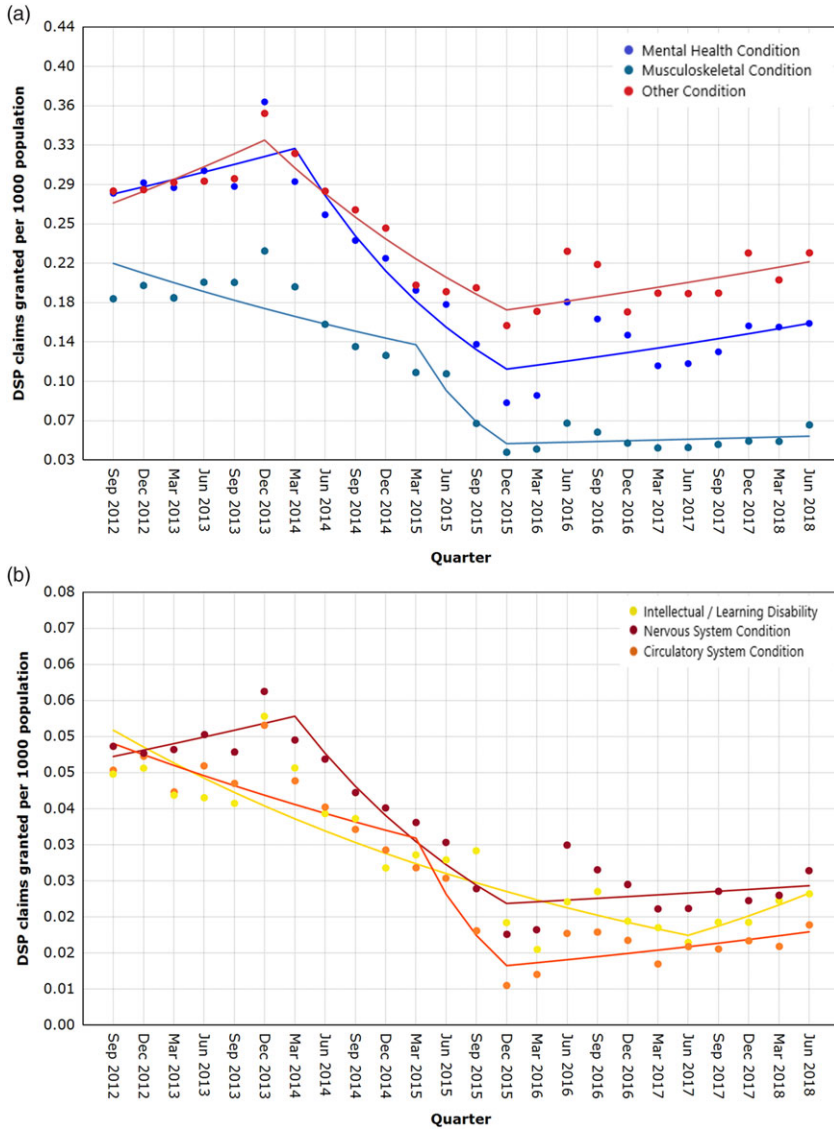 (a)
DSP claims granted per 1000 population
0.44
0.40
0.36
0.33
0.29
0.25
0.22
0.18
0.14
0.10
0.07
0.03
Mental Health Condition
Musculoskeletal Condition
Other Condition
Sep 2012
Dec 2012
Mar 2013
Jun 2013
Sep 2013
Dec 2013
Mar 2014
Jun 2014
Sep 2014
Dec 2014
Mar 2015
Jun 2015
Sep 2015
Dec 2015
Mar 2016
Jun 2016
Sep 2016
Dec 2016
Mar 2017
Jun 2017
Sep 2017
Dec 2017
Mar 2018
Jun 2018
Quarter
(b)
DSP claims granted per 1000 population
0.08
0.07
0.06
0.06
0.05
0.05
0.04
0.03
0.03
0.02
0.02
0.01
0.00
Intellectual / Learning Disability
Nervous System Condition
Circulatory System Condition
Sep 2012
Dec 2012
Mar 2013
Jun 2013
Sep 2013
Dec 2013
Mar 2014
Jun 2014
Sep 2014
Dec 2014
Mar 2015
Jun 2015
Sep 2015
Dec 2015
Mar 2016
Jun 2016
Sep 2016
Dec 2016
Mar 2017
Jun 2017
Sep 2017
Dec 2017
Mar 2018
Jun 2018
Quarter